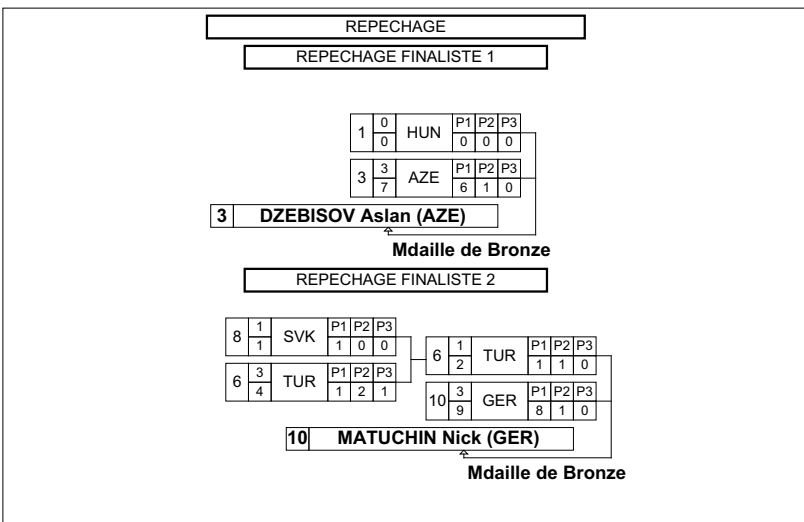 REPECHAGE
REPECHAGE FINALISTE 1
1 0 HUN P1 P2 P3
0 0 0 0
3 3 AZE P1 P2 P3
7 6 1 0
3 DZEBISOV Aslan (AZE)
Mdaille de Bronze
REPECHAGE FINALISTE 2
8 1 SVK P1 P2 P3
1 1 0 0
6 3 TUR P1 P2 P3
4 1 2 1
6 1 TUR P1 P2 P3
2 1 1 0
10 3 GER P1 P2 P3
9 8 1 0
10 MATUCHIN Nick (GER)
Mdaille de Bronze